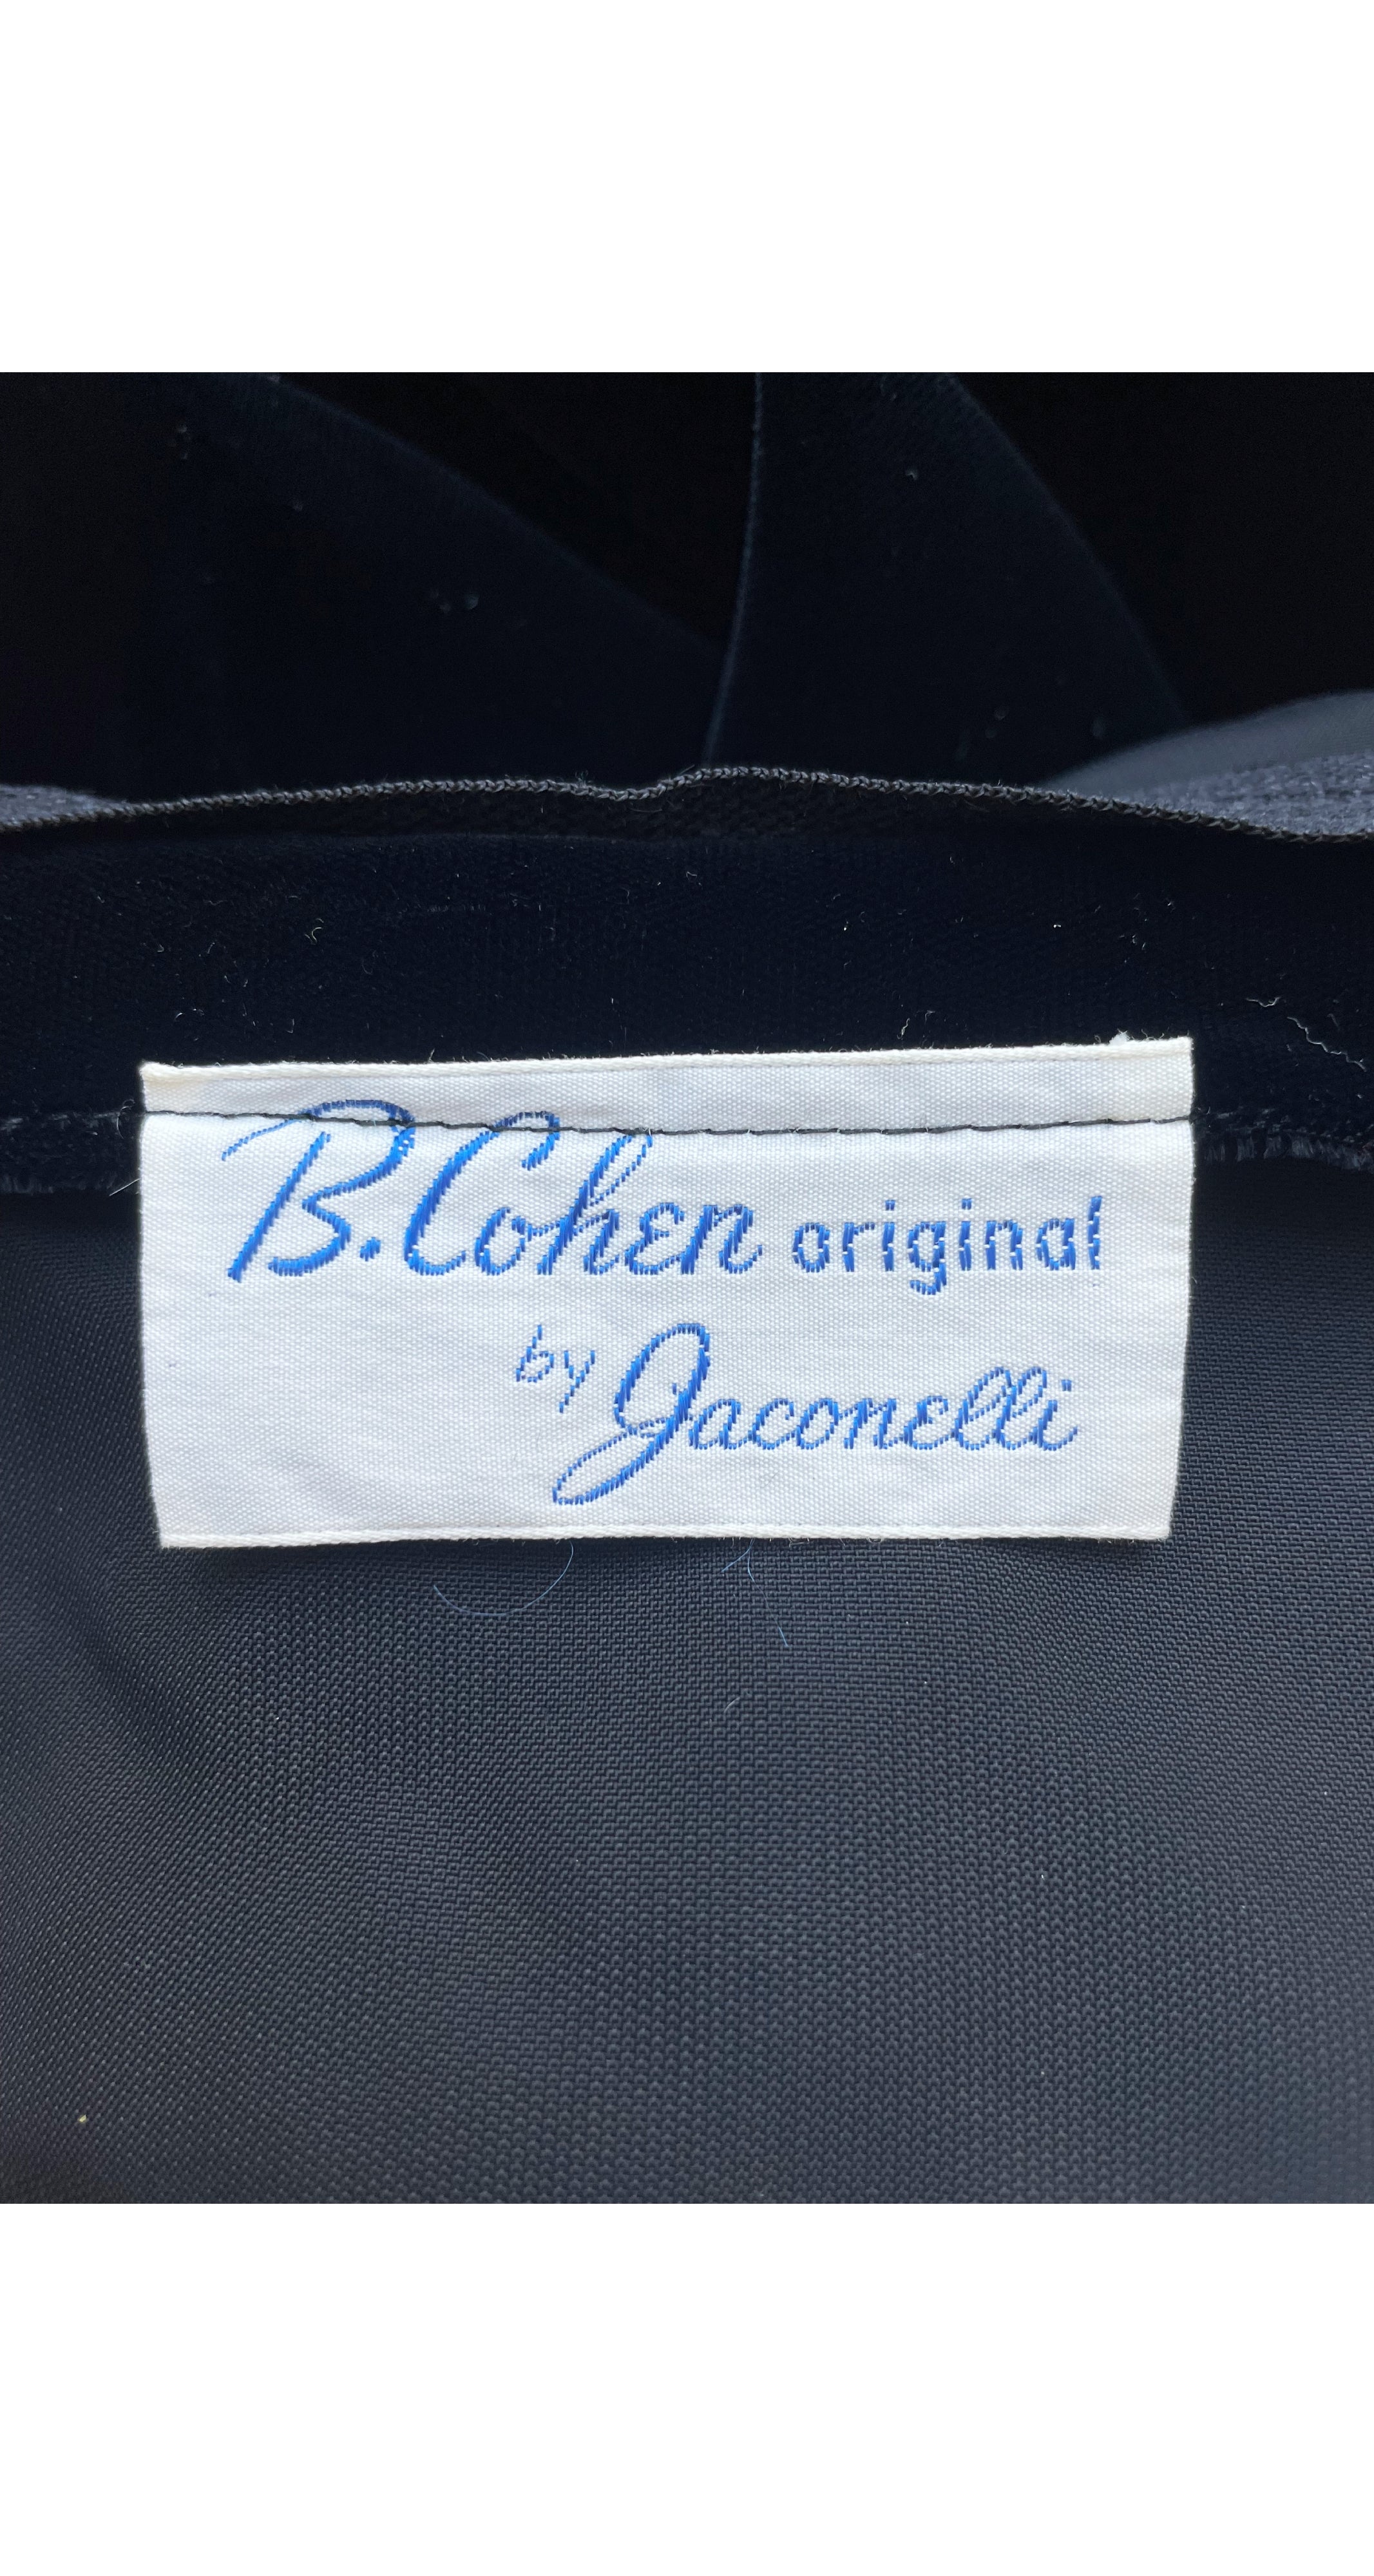 B. Cohen original
by Jaconelli